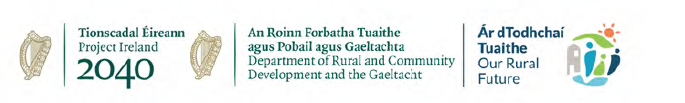 Tionscadal Éireann
Project Ireland
2040
An Roinn Forbatha Tuaithe
agus Pobail agus Gaeltachta
Department of Rural and Community
Development and the Gaeltacht
Ár dTodhchaí
Tuaithe
Our Rural
Future